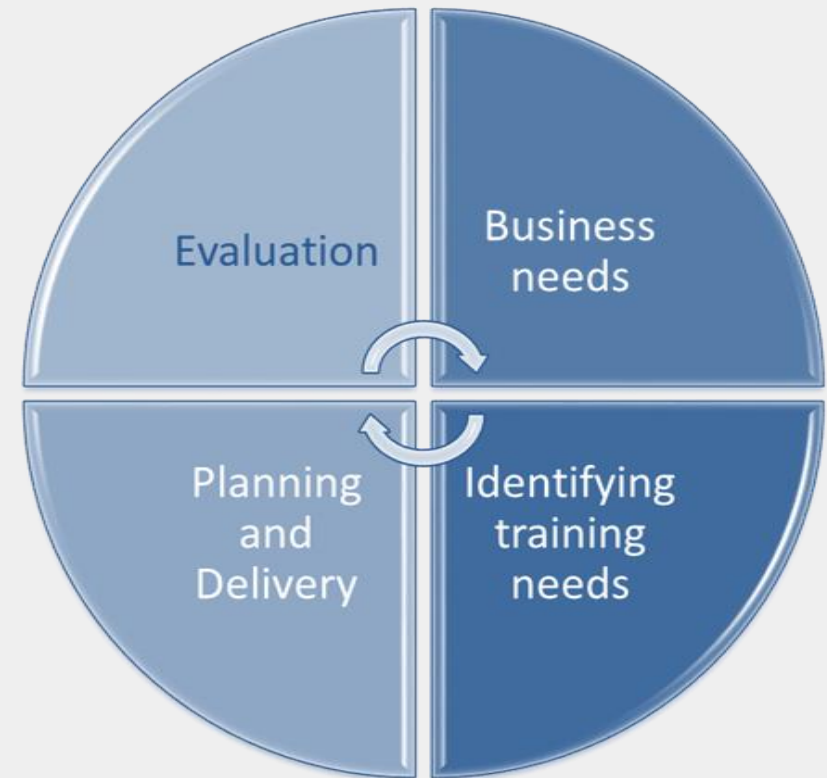 Evaluation
Business
needs
Planning
and
Delivery
Identifying
training
needs